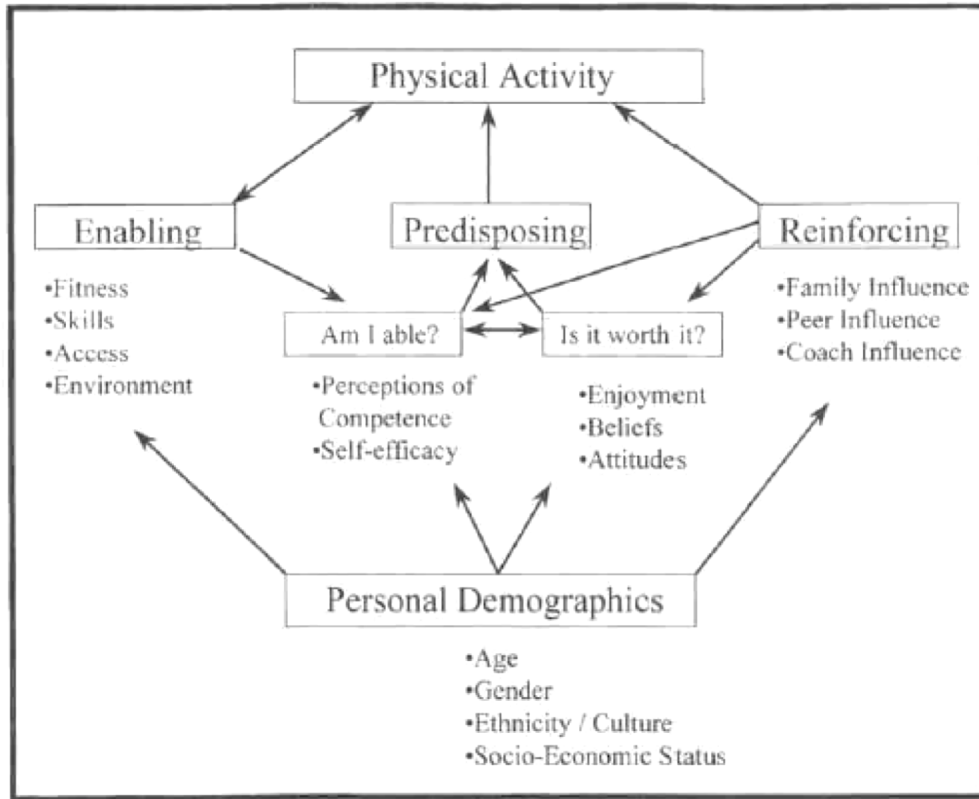 Physical Activity
Enabling
Predisposing
Reinforcing
•Fitness
•Skills
•Access
•Environment
Am I able?
Is it worth it?
•Family Influence
•Peer Influence
•Coach Influence
•Perceptions of
Competence
•Self-efficacy
•Enjoyment
•Beliefs
•Attitudes
Personal Demographics
•Age
•Gender
•Ethnicity / Culture
•Socio-Economic Status